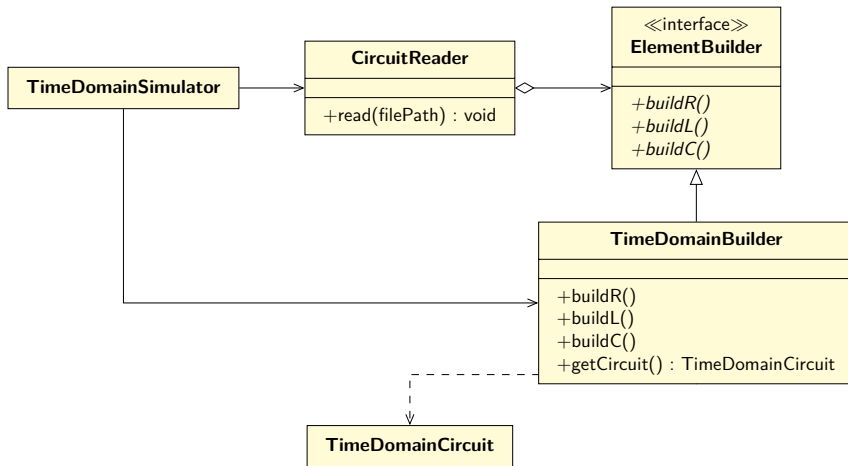 TimeDomainSimulator
CircuitReader
+read(filePath) : void
≪interface≫
ElementBuilder
+buildR()
+buildL()
+buildC()
TimeDomainBuilder
+buildR()
+buildL()
+buildC()
+getCircuit() : TimeDomainCircuit
TimeDomainCircuit